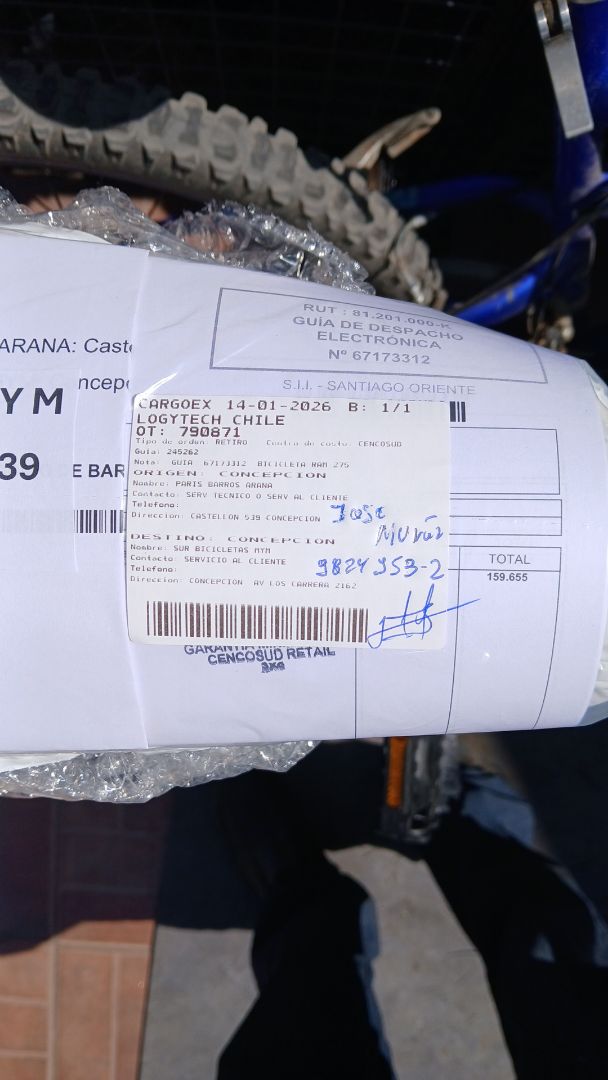 RUT : 81.201.000-K
GUÍA DE DESPACHO
ELECTRÓNICA
Nº 67173312
S.I.I. - SANTIAGO ORIENTE
ARANA: Caste
ncepc
Y M
39
E BAR
CARGOEX 14-01-2026 B: 1/1
LOGYTECH CHILE
OT: 790871
Tipo de orden: RETIRO Centro de costo: CENCOSUD
Guia: 245262
Nota: GUIA 67173312 BICICLETA RAM 275
ORIGEN: CONCEPCION
Nombre: PARIS BARROS ARANA
Contacto: SERV TECNICO O SERV AL CLIENTE
Telefono:
Direccion: CASTELLON 539 CONCEPCION
Jose
Muñoz
DESTINO: CONCEPCION
Nombre: SUR BICICLETAS MYM
Contacto: SERVICIO AL CLIENTE
Telefono:
Direccion: CONCEPCION AV LOS CARRERA 2162
9824953-2
TOTAL
159.655
CENCOSUD RETAIL